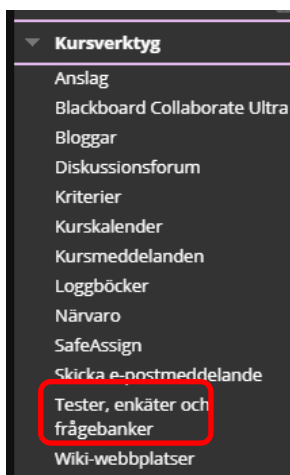 Kursverktyg
Anslag
Blackboard Collaborate Ultra
Bloggar
Diskussionsforum
Kriterier
Kurskalender
Kursmeddelanden
Loggböcker
Närvaro
SafeAssign
Skicka e-postmeddelande
Tester, enkäter och
frågebanker
Wiki-webbplatser